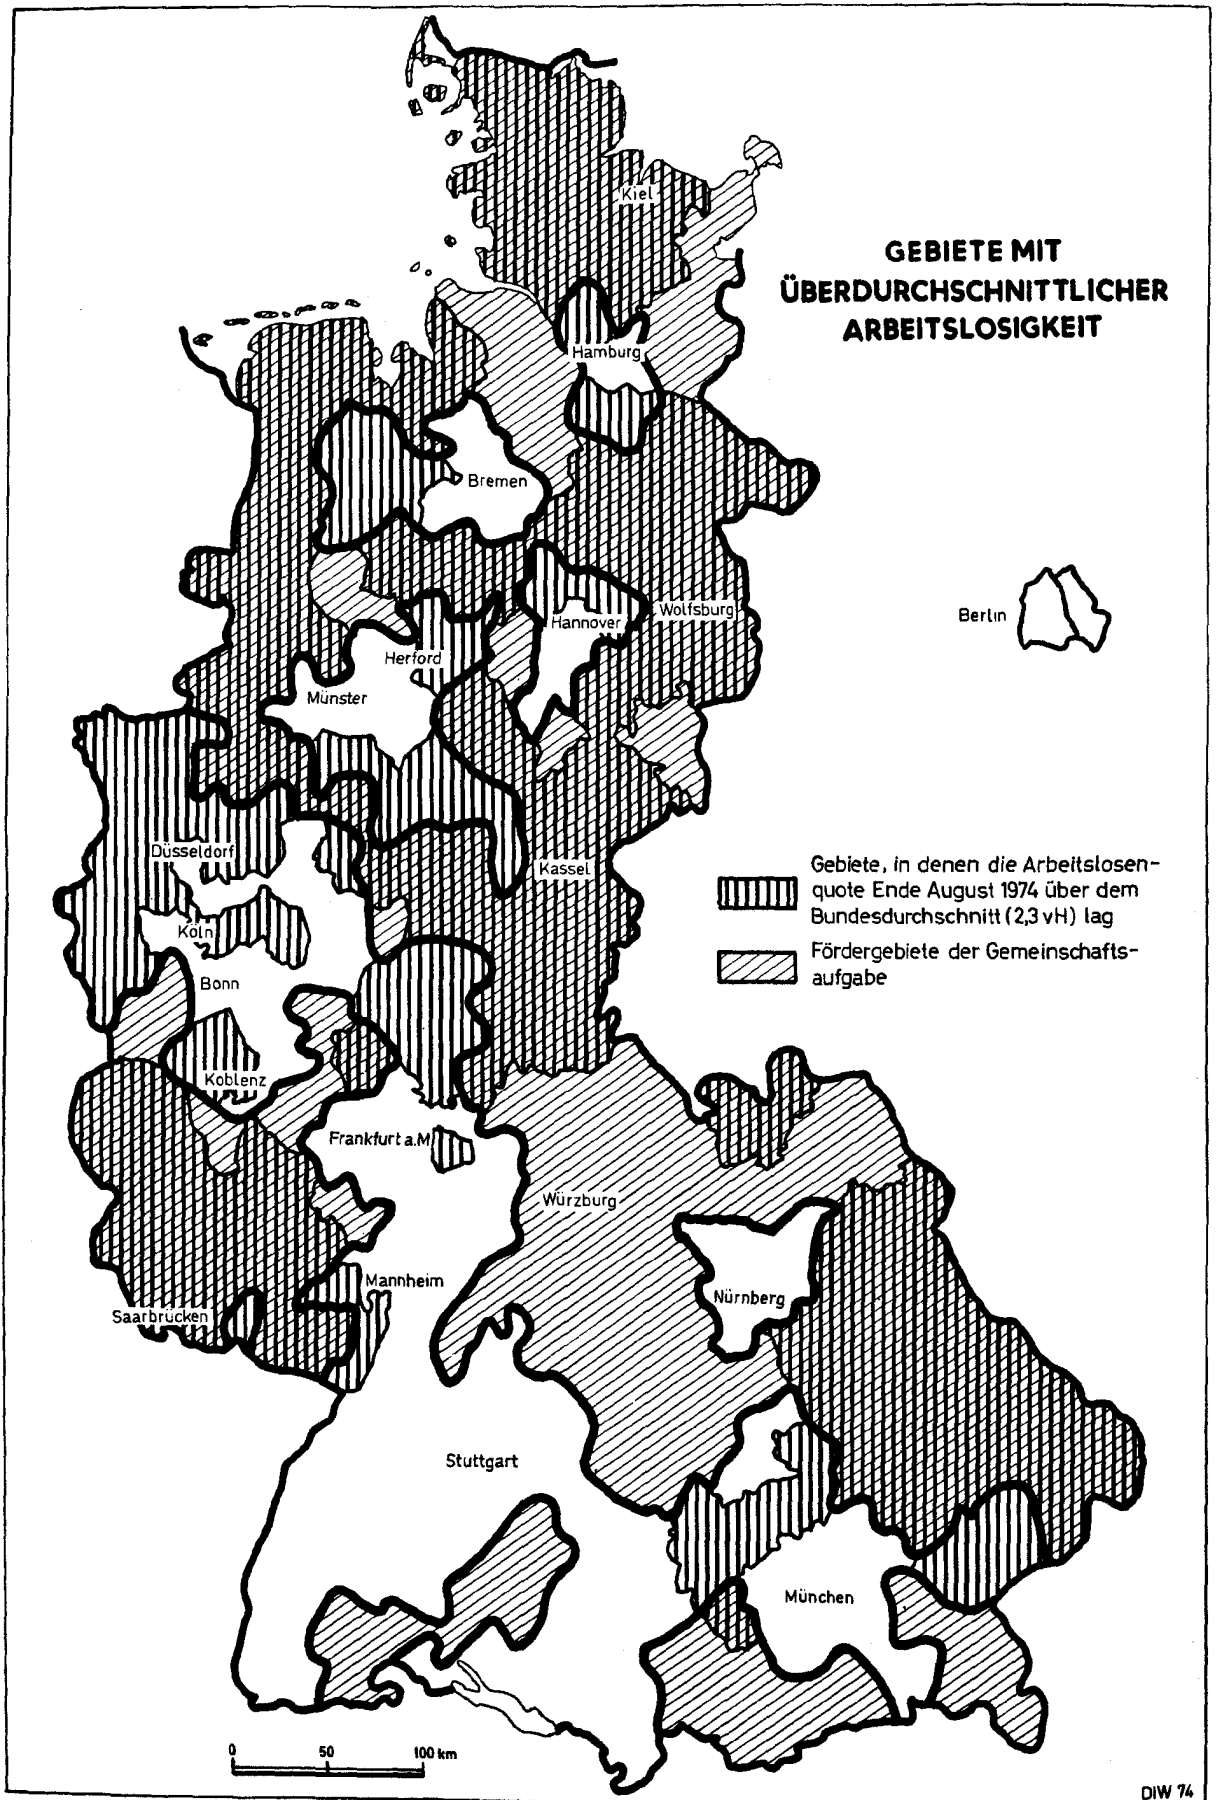 Kiel
GEBIETE MIT
ÜBERDURCHSCHNITTLICHER
ARBEITSLOSIGKEIT
Hamburg
Bremen
Hannover
Wolfsburg
Berlin
Herford
Münster
Düsseldorf
Kassel
Gebiete, in denen die Arbeitslosen-
quote Ende August 1974 über dem
Bundesdurchschnitt (2,3 vH) lag
Köln
Fördergebiete der Gemeinschafts-
aufgabe
Bonn
Koblenz
Frankfurt a.M
Würzburg
Mannheim
Nürnberg
Saarbrücken
Stuttgart
München
0 50 100 km
DIW 74